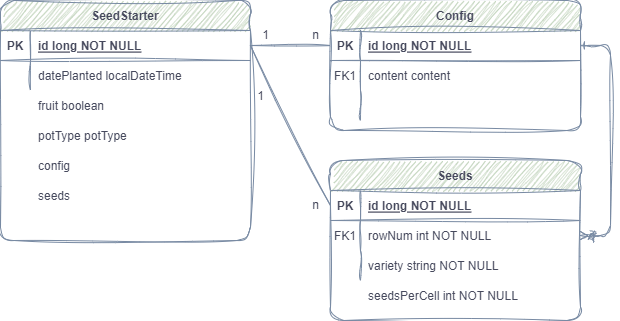 SeedStarter
PK id long NOT NULL
datePlanted localDateTime
fruit boolean
potType potType
config
seeds
1 n
1
n
Config
PK id long NOT NULL
FK1 content content
Seeds
PK id long NOT NULL
FK1 rowNum int NOT NULL
variety string NOT NULL
seedsPerCell int NOT NULL